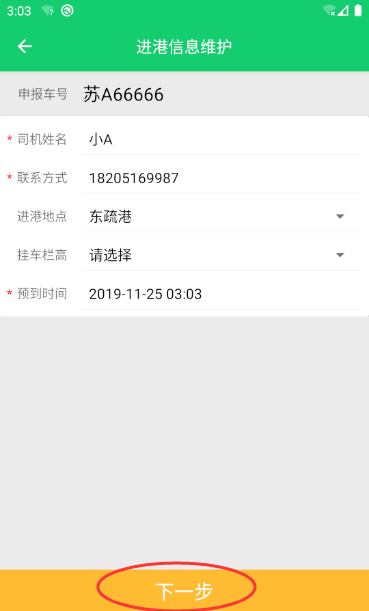 3:03
进港信息维护
申报车号 苏A66666
* 司机姓名 小A
* 联系方式 18205169987
进港地点 东疏港
挂车栏高 请选择
* 预到时间 2019-11-25 03:03
下一步